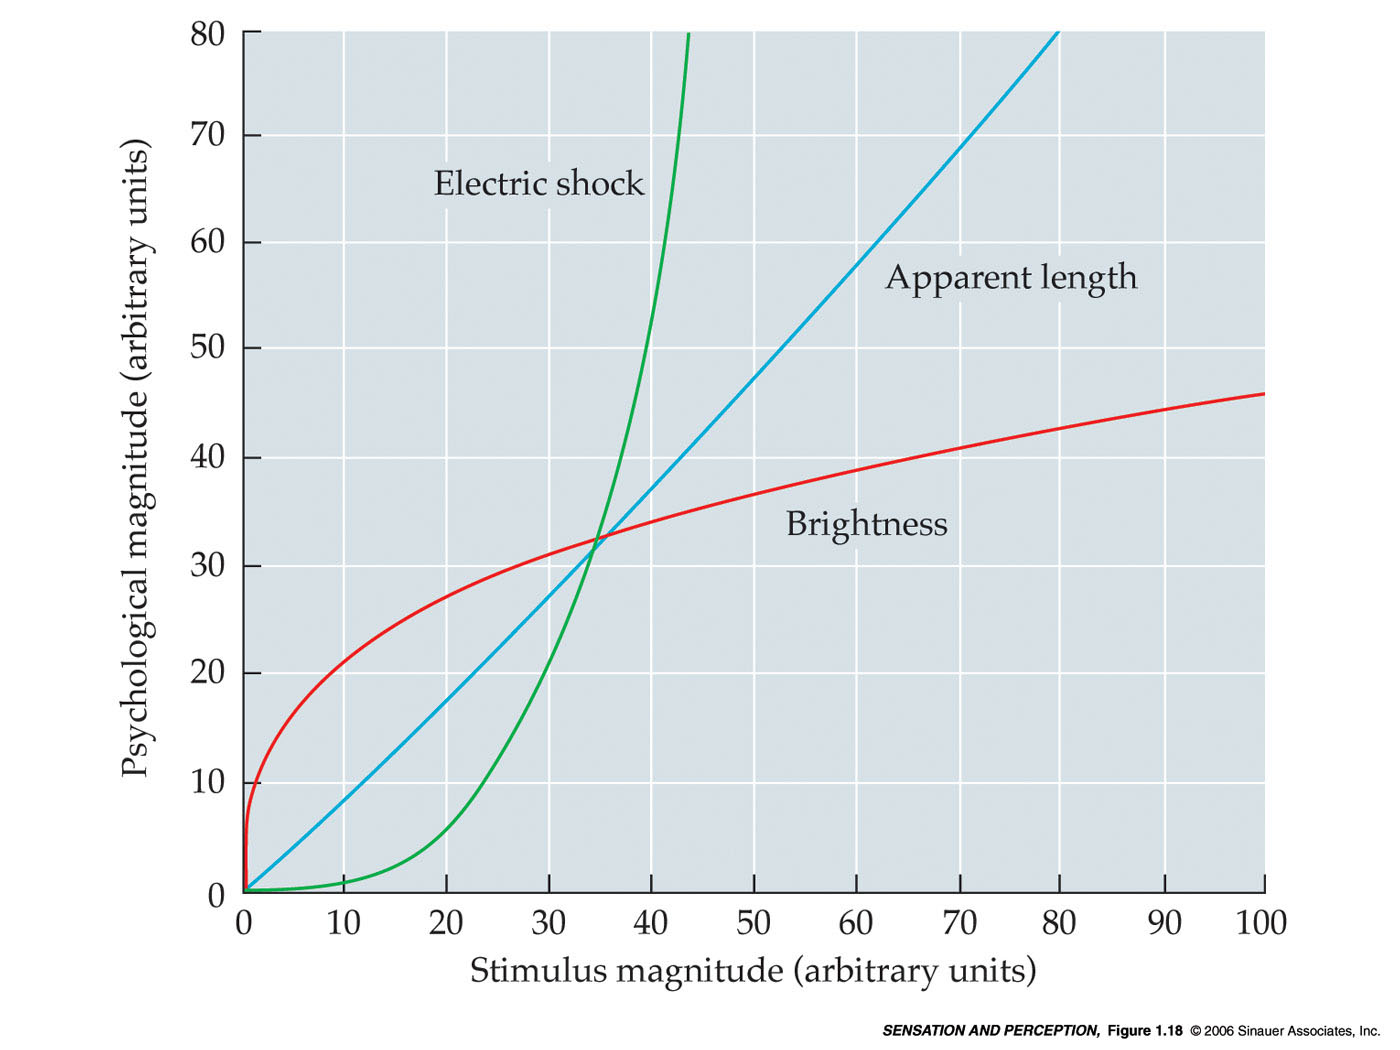 80
70
60
50
40
30
20
10
0
Psychological magnitude (arbitrary units)
Electric shock
Apparent length
Brightness
0 10 20 30 40 50 60 70 80 90 100
Stimulus magnitude (arbitrary units)
SENSATION AND PERCEPTION, Figure 1.18 © 2006 Sinauer Associates, Inc.